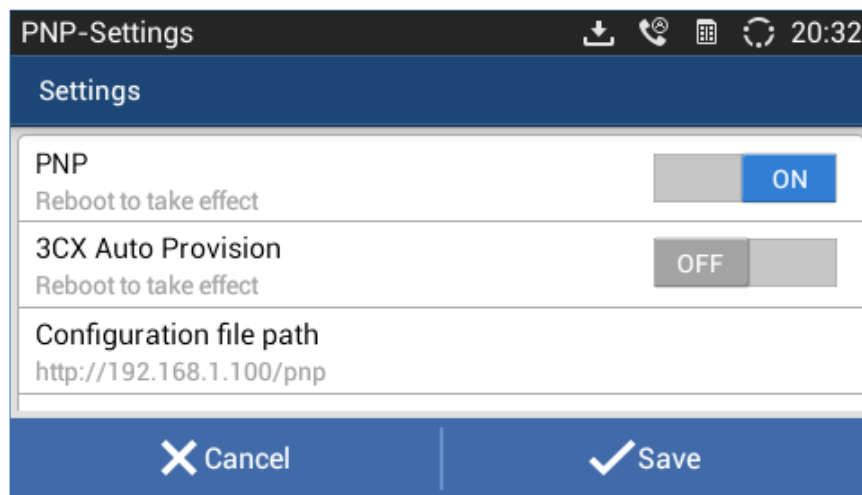 PNP-Settings 20:32
Settings
PNP
Reboot to take effect
ON
3CX Auto Provision
Reboot to take effect
OFF
Configuration file path
http://192.168.1.100/pnp
Cancel
Save